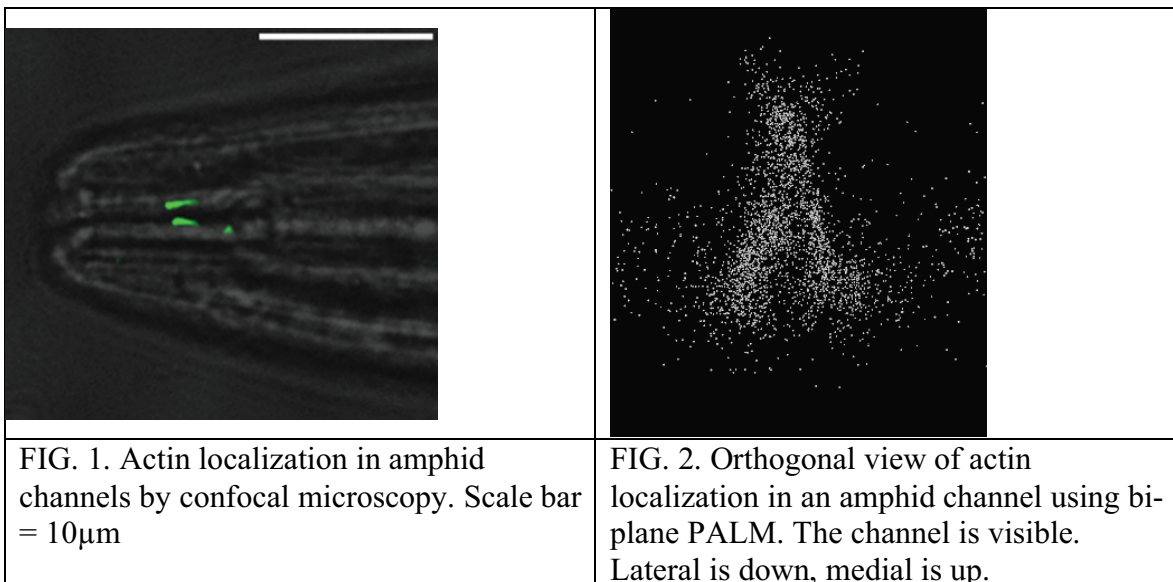 FIG. 1. Actin localization in amphid
channels by confocal microscopy. Scale bar
= 10µm
FIG. 2. Orthogonal view of actin
localization in an amphid channel using bi-
plane PALM. The channel is visible.
Lateral is down, medial is up.